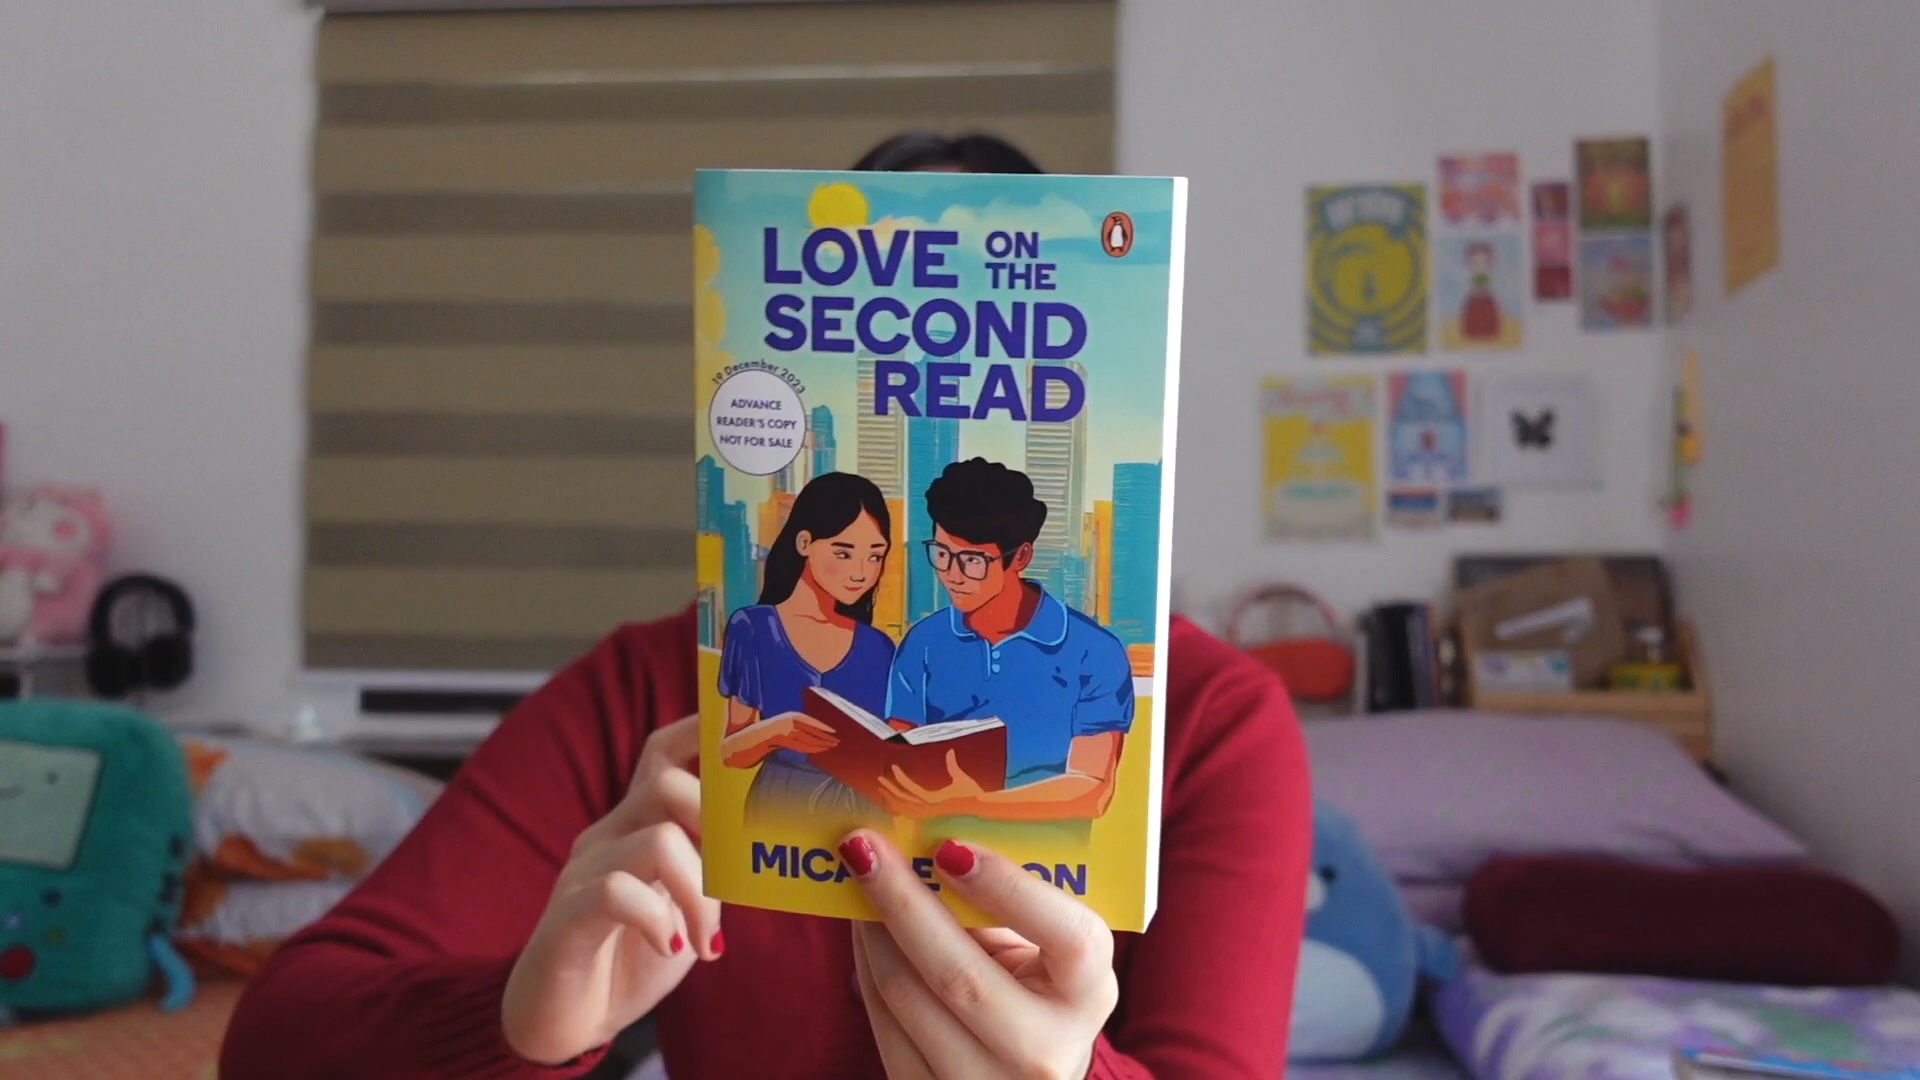 LOVE ON
THE
SECOND
READ
19 December 2023
ADVANCE
READER'S COPY
NOT FOR SALE